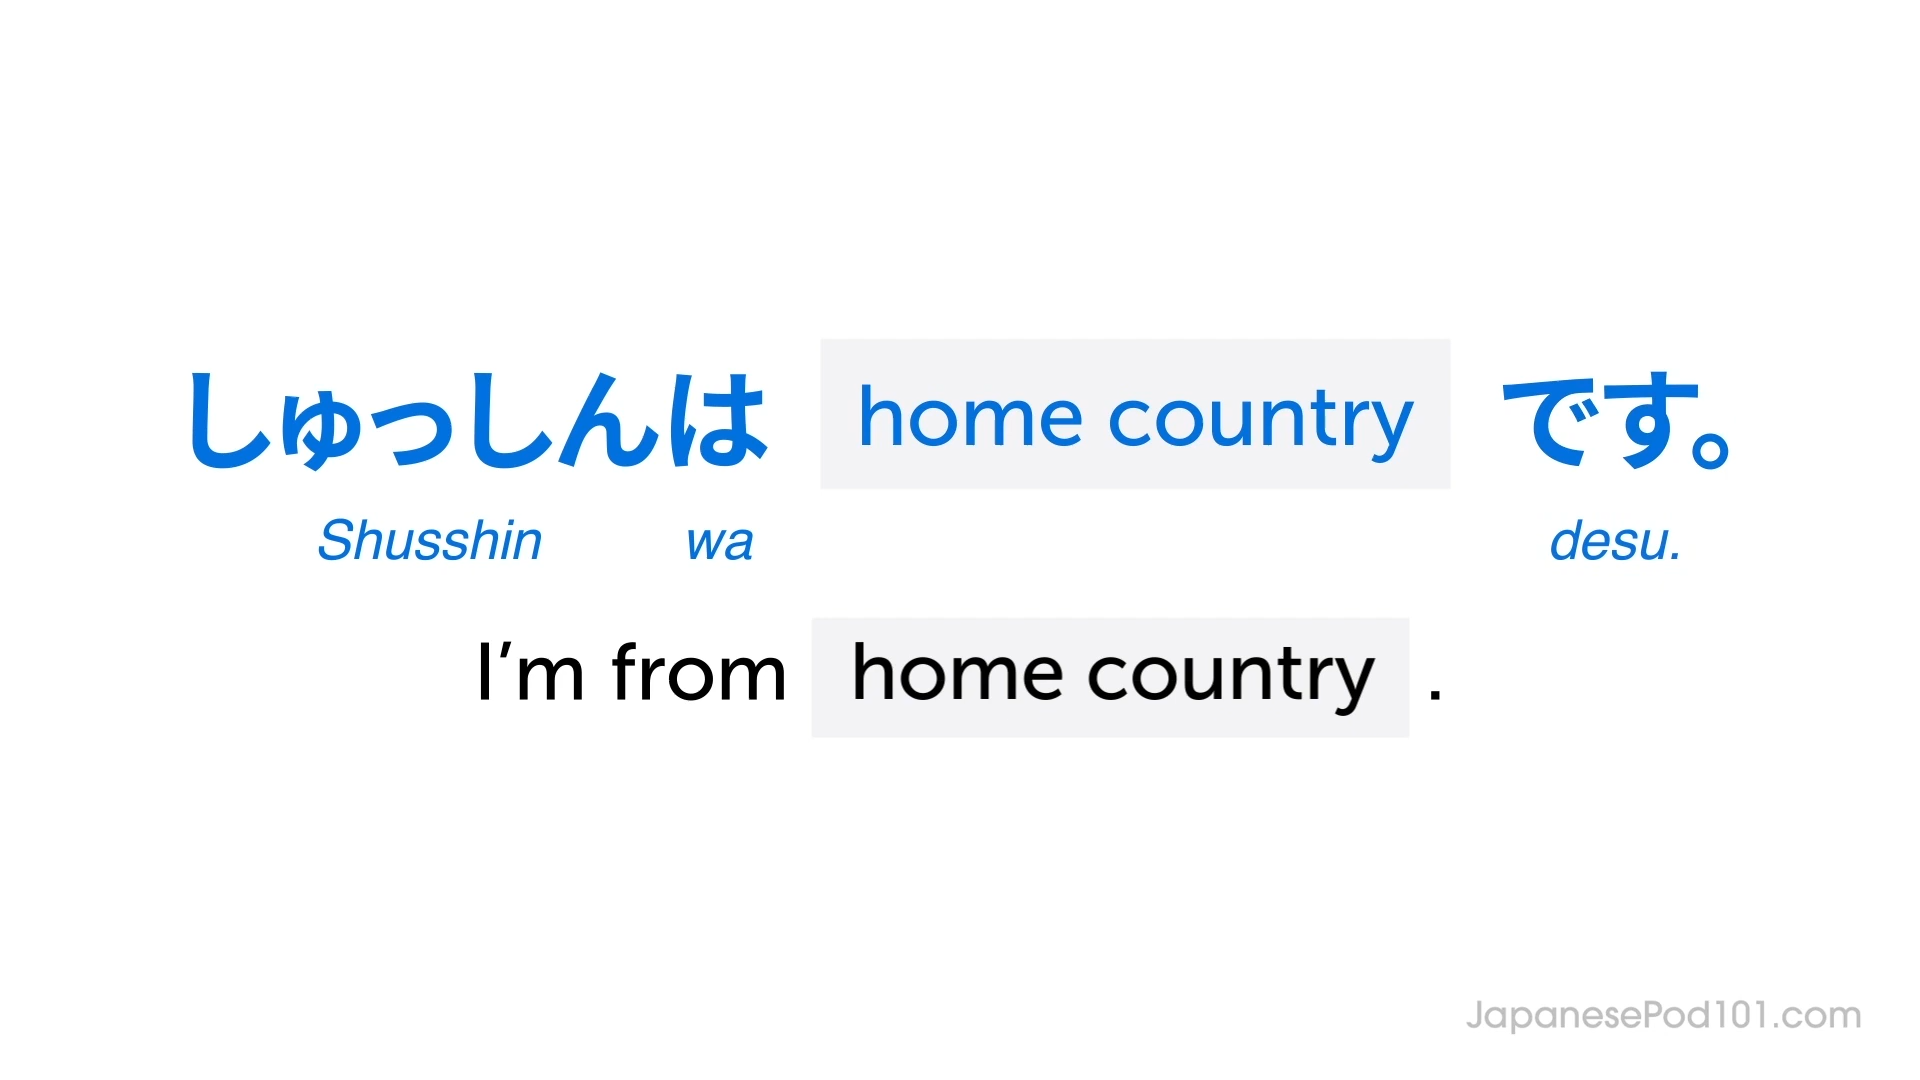 しゅっしんは home country です。
Shusshin wa desu.
I’m from home country .
JapanesePod101.com